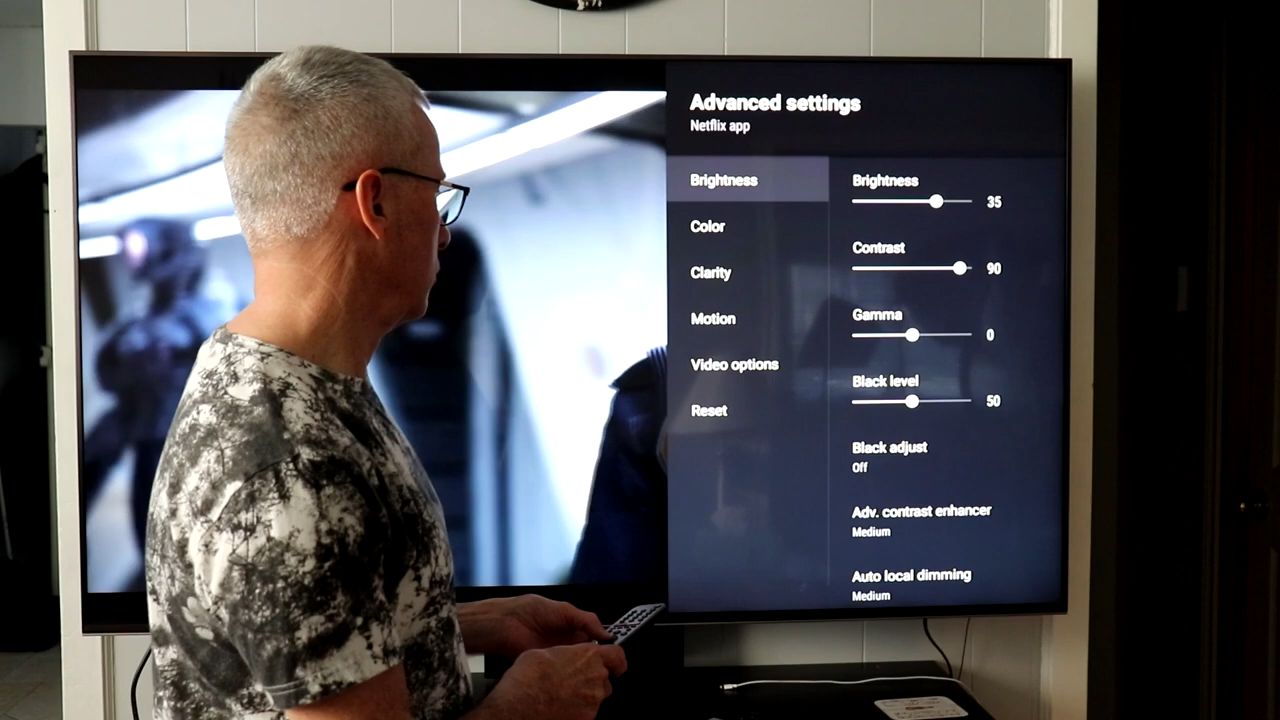 Advanced settings
Netflix app
Brightness
Color
Clarity
Motion
Video options
Reset
Brightness
35
Contrast
90
Gamma
0
Black level
50
Black adjust
Off
Adv. contrast enhancer
Medium
Auto local dimming
Medium